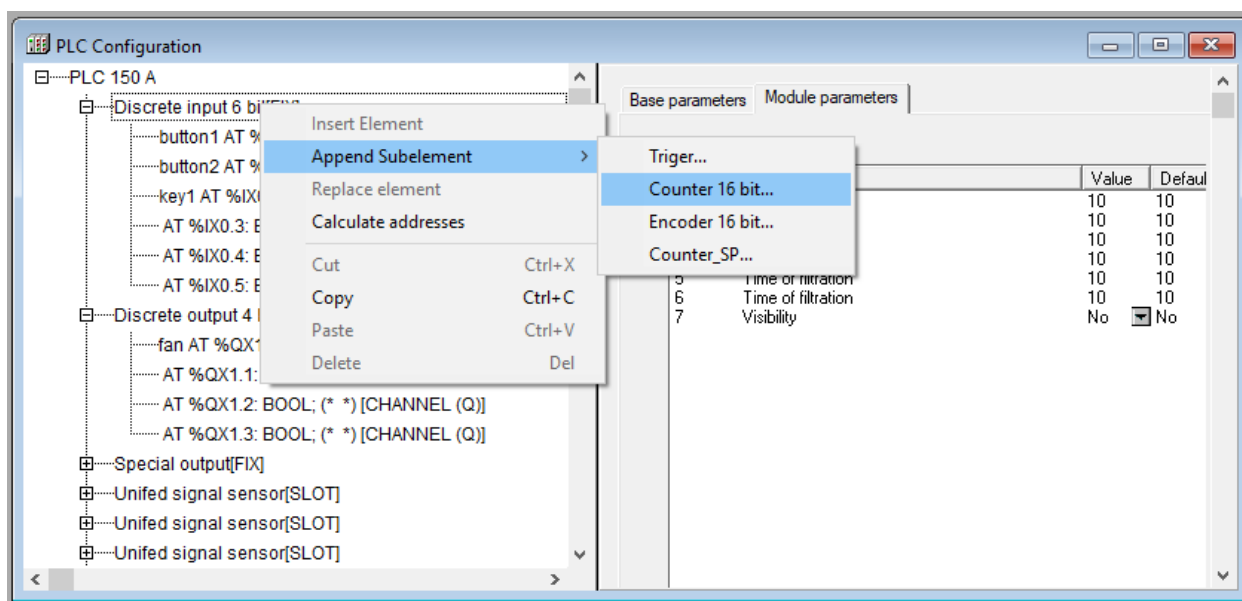 PLC Configuration
PLC 150 A
Discrete input 6 bit[FIX]
button1 AT %
button2 AT %
key1 AT %IX
AT %IX0.3:
AT %IX0.4:
AT %IX0.5:
Discrete output 4
fan AT %QX1
AT %QX1.1:
AT %QX1.2: BOOL; (* *) [CHANNEL (Q)]
AT %QX1.3: BOOL; (* *) [CHANNEL (Q)]
Special output[FIX]
Unifed signal sensor[SLOT]
Unifed signal sensor[SLOT]
Unifed signal sensor[SLOT]
Insert Element
Append Subelement >
Replace element
Calculate addresses
Cut Ctrl+X
Copy Ctrl+C
Paste Ctrl+V
Delete Del
Triger...
Counter 16 bit...
Encoder 16 bit...
Counter_SP...
Base parameters Module parameters
Value Defaul
10 10
10 10
10 10
10 10
5 Time of filtration 10 10
6 Time of filtration 10 10
7 Visibility No No